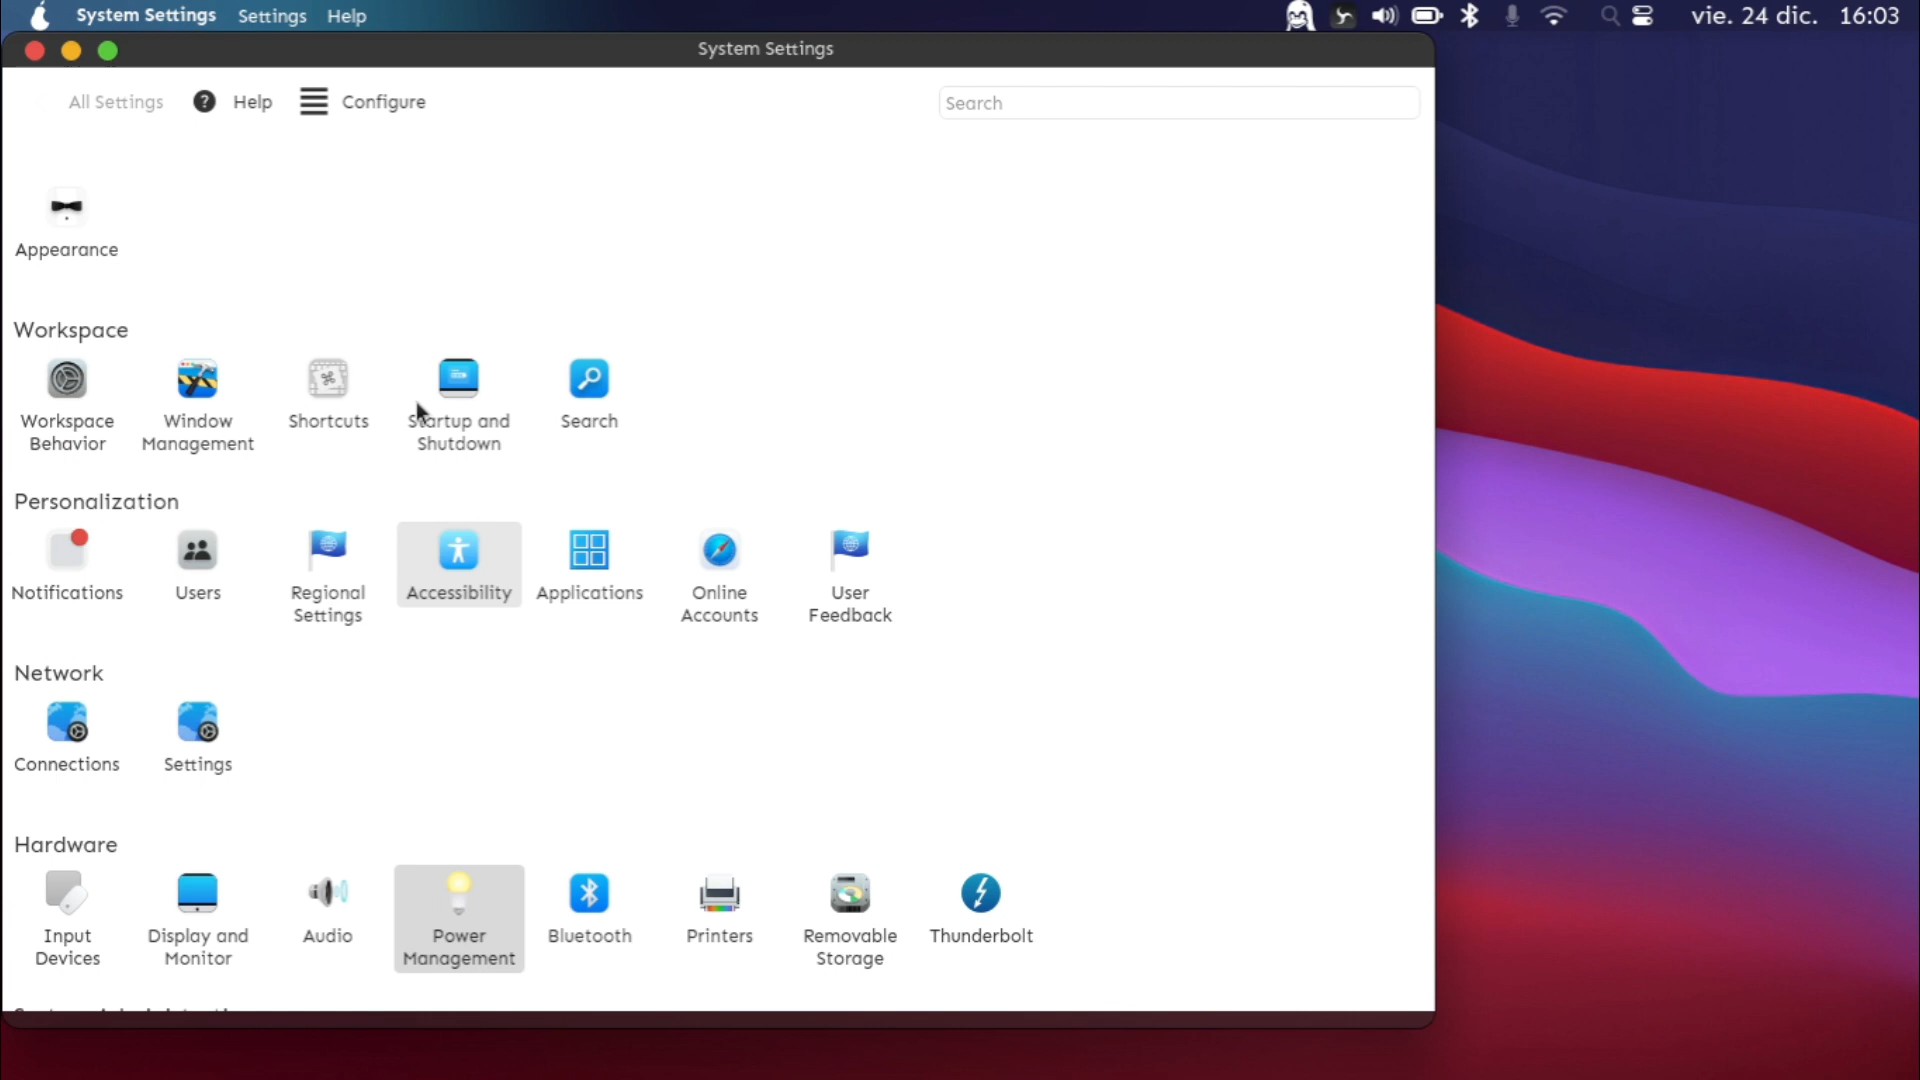 System Settings Settings Help vie. 24 dic. 16:03
System Settings
All Settings ? Help Configure Search
Appearance
Workspace
Workspace Behavior
Window Management
Shortcuts
Startup and Shutdown
Search
Personalization
Notifications
Users
Regional Settings
Accessibility
Applications
Online Accounts
User Feedback
Network
Connections
Settings
Hardware
Input Devices
Display and Monitor
Audio
Power Management
Bluetooth
Printers
Removable Storage
Thunderbolt